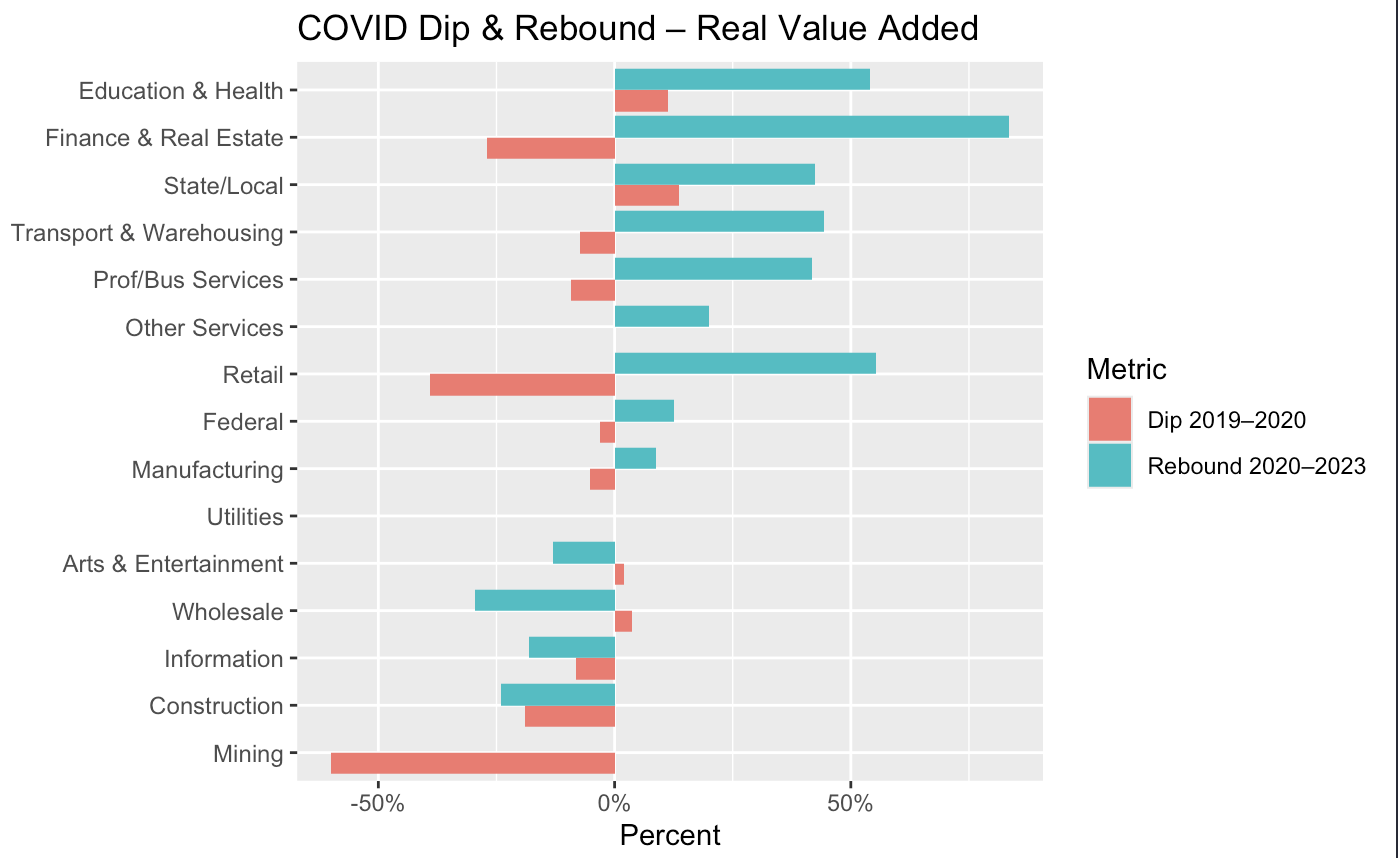 COVID Dip & Rebound – Real Value Added
Education & Health
Finance & Real Estate
State/Local
Transport & Warehousing
Prof/Bus Services
Other Services
Retail
Federal
Manufacturing
Utilities
Arts & Entertainment
Wholesale
Information
Construction
Mining
-50% 0% 50%
Percent
Metric
Dip 2019–2020
Rebound 2020–2023